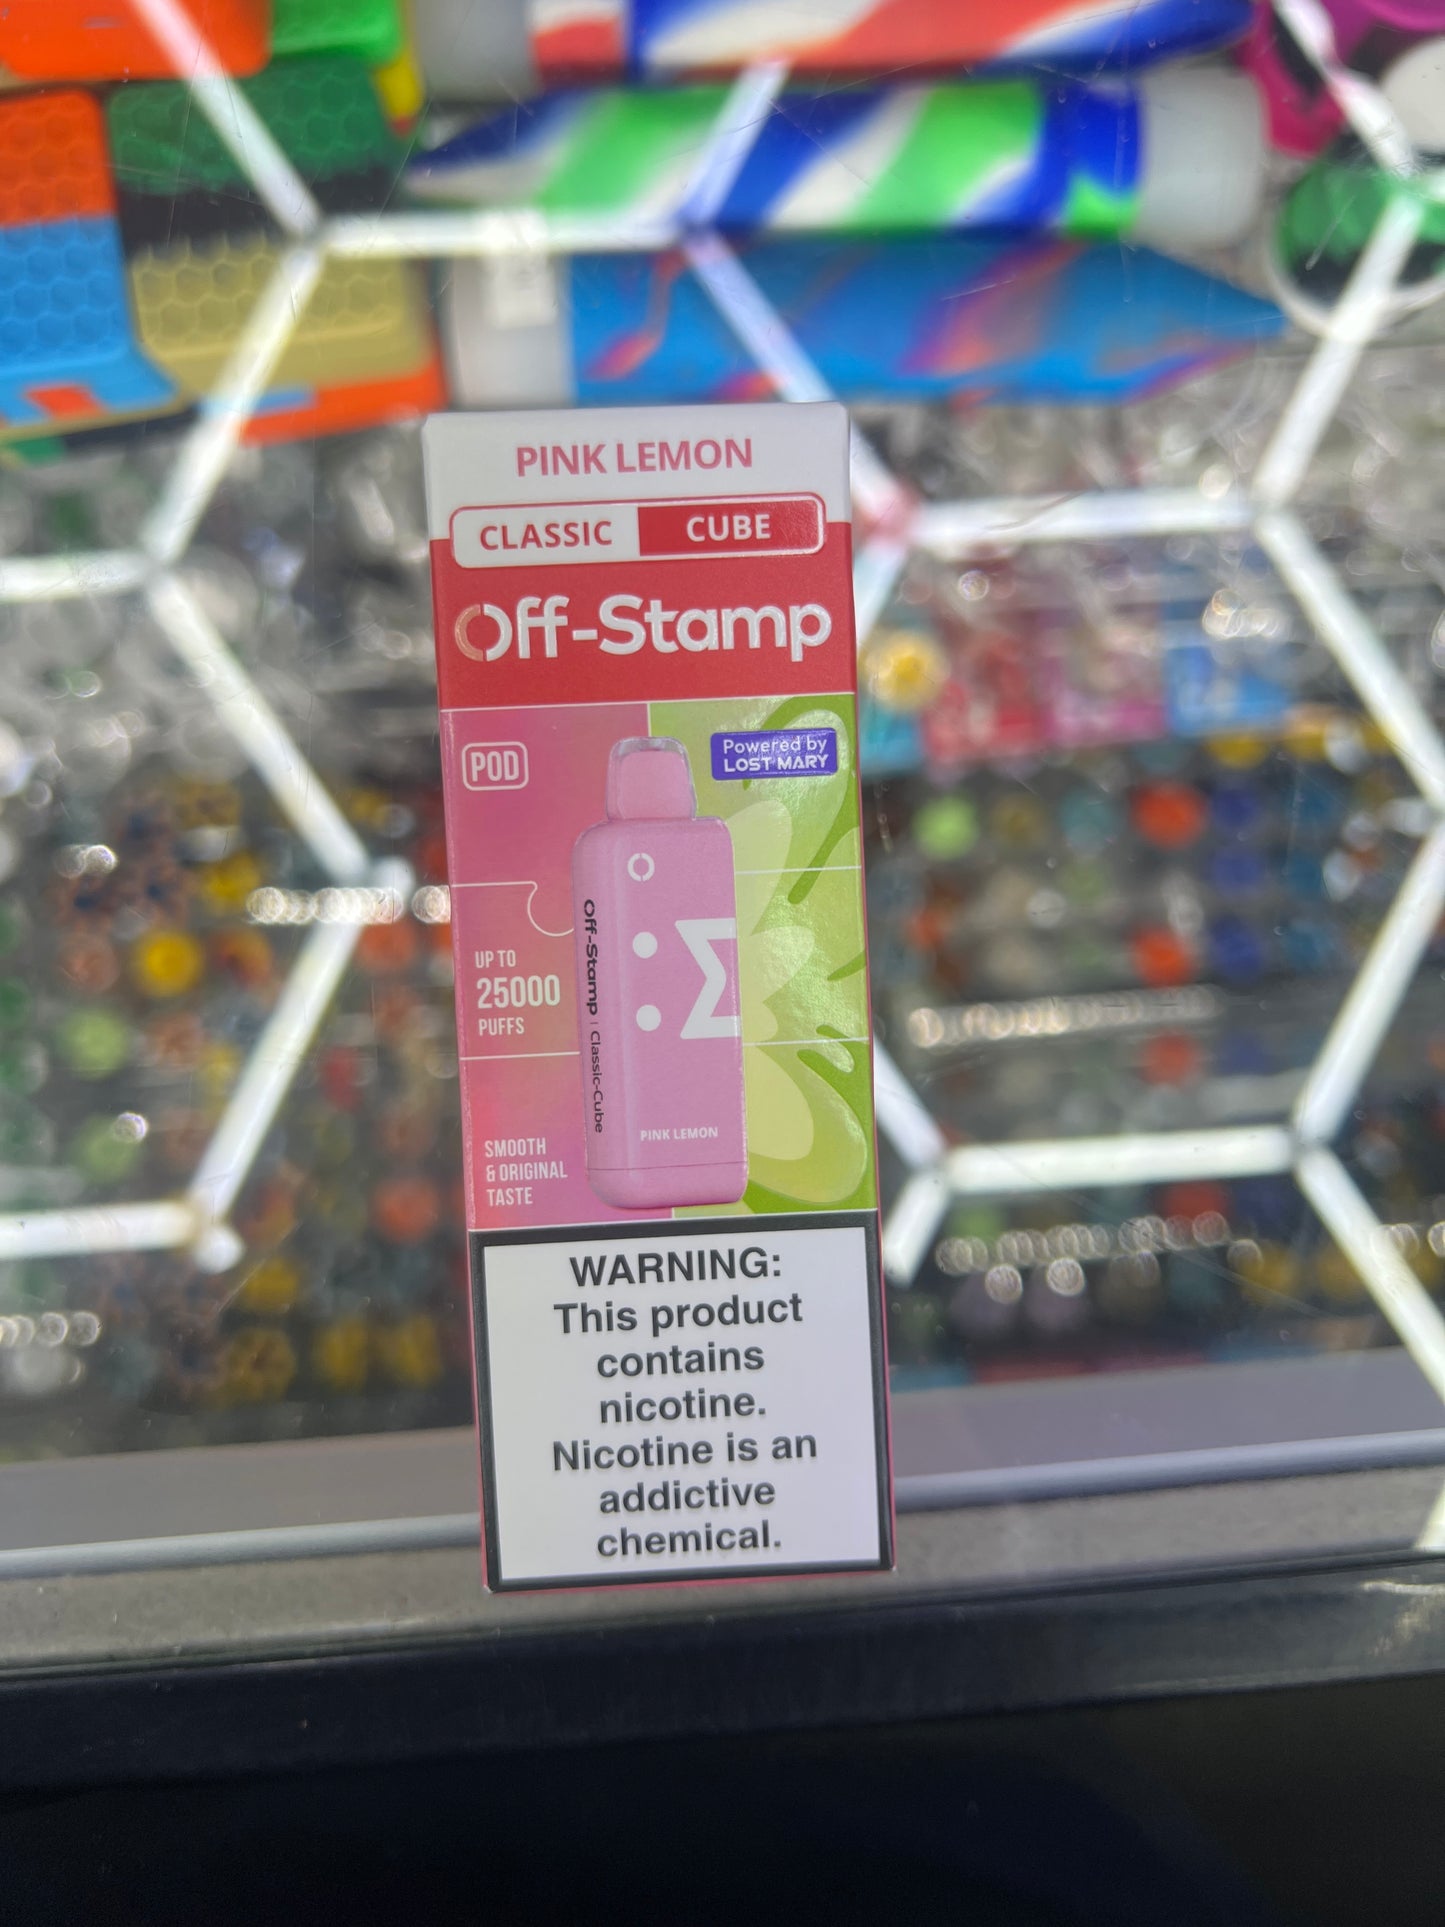 PINK LEMON
CLASSIC CUBE
Off-Stamp
POD
Powered by
LOST MARY
UP TO
25000
PUFFS
Off-Stamp | Classic-Cube
SMOOTH
& ORIGINAL
TASTE
PINK LEMON
WARNING:
This product
contains
nicotine.
Nicotine is an
addictive
chemical.